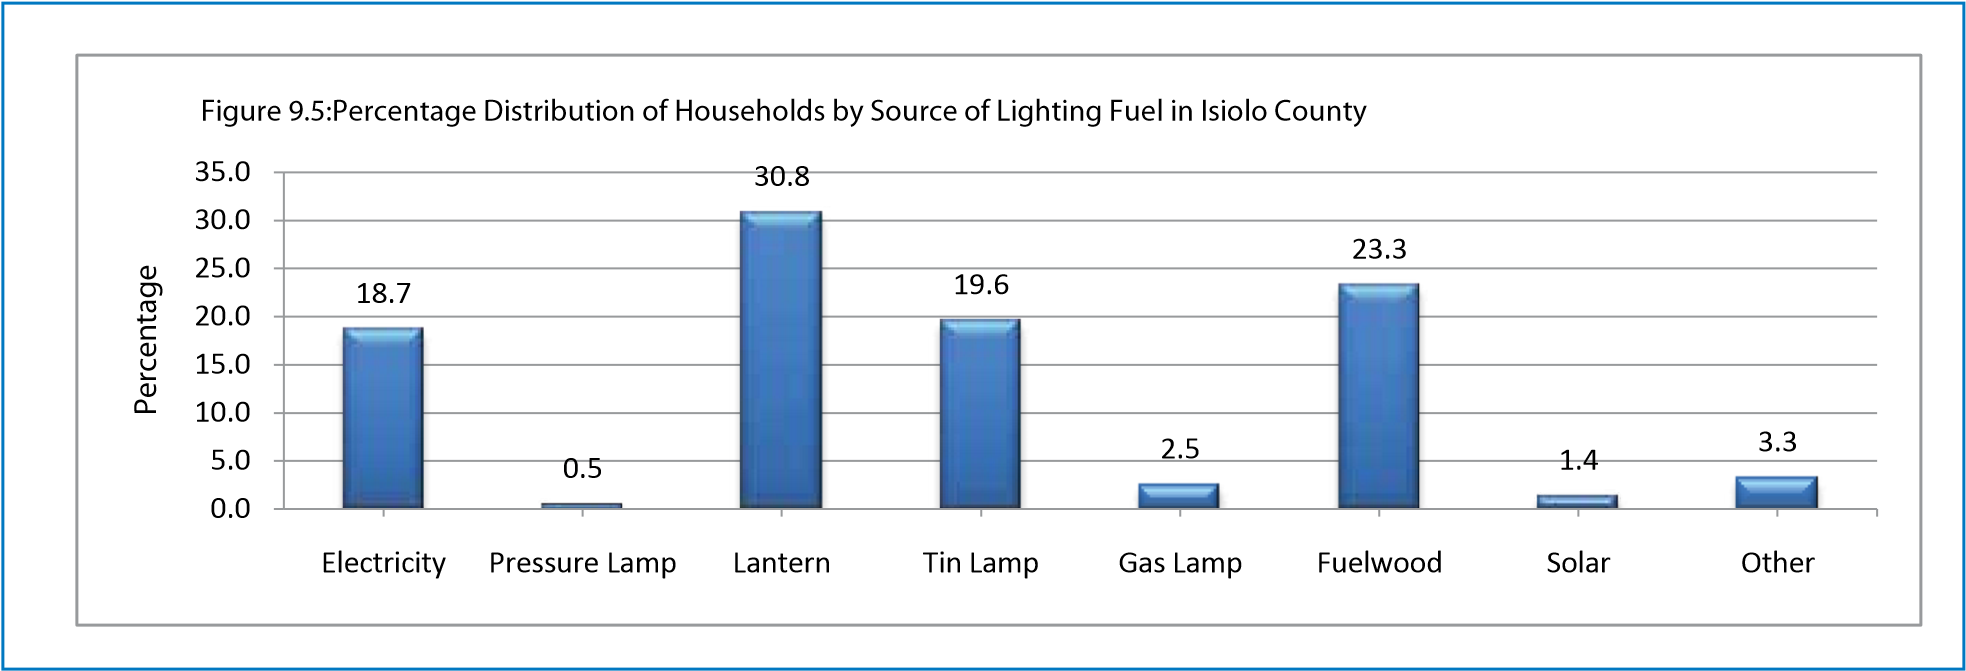 Figure 9.5:Percentage Distribution of Households by Source of Lighting Fuel in Isiolo County
Percentage
35.0
30.0
25.0
20.0
15.0
10.0
5.0
0.0
18.7
0.5
30.8
19.6
2.5
23.3
1.4
3.3
Electricity
Pressure Lamp
Lantern
Tin Lamp
Gas Lamp
Fuelwood
Solar
Other